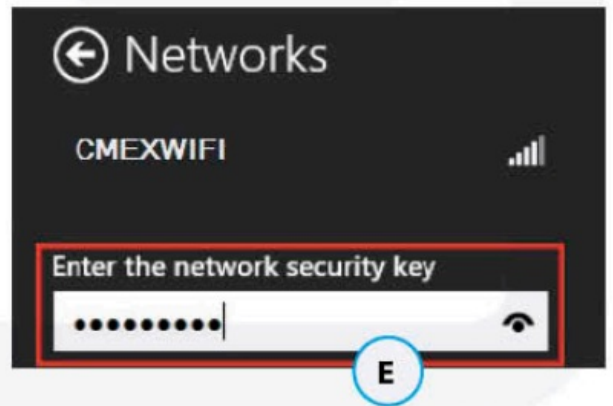 Networks
CMEXWIFI
Enter the network security key
•••••••••
E